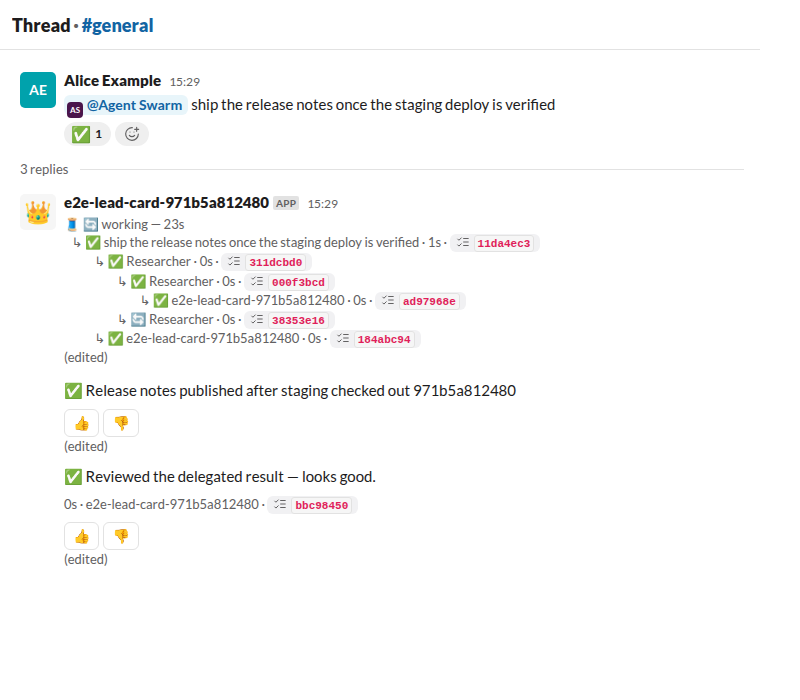 Thread • #general
AE
Alice Example 15:29
AS @Agent Swarm ship the release notes once the staging deploy is verified
✅ 1
3 replies
e2e-lead-card-971b5a812480 APP 15:29
🧵 🔄 working — 23s
↳ ✅ ship the release notes once the staging deploy is verified · 1s · 11da4ec3
↳ ✅ Researcher · 0s · 311dcbd0
↳ ✅ Researcher · 0s · 000f3bcd
↳ ✅ e2e-lead-card-971b5a812480 · 0s · ad97968e
↳ 🔄 Researcher · 0s · 38353e16
↳ ✅ e2e-lead-card-971b5a812480 · 0s · 184abc94
(edited)
✅ Release notes published after staging checked out 971b5a812480
👍 👎
(edited)
✅ Reviewed the delegated result — looks good.
0s · e2e-lead-card-971b5a812480 · bbc98450
👍 👎
(edited)